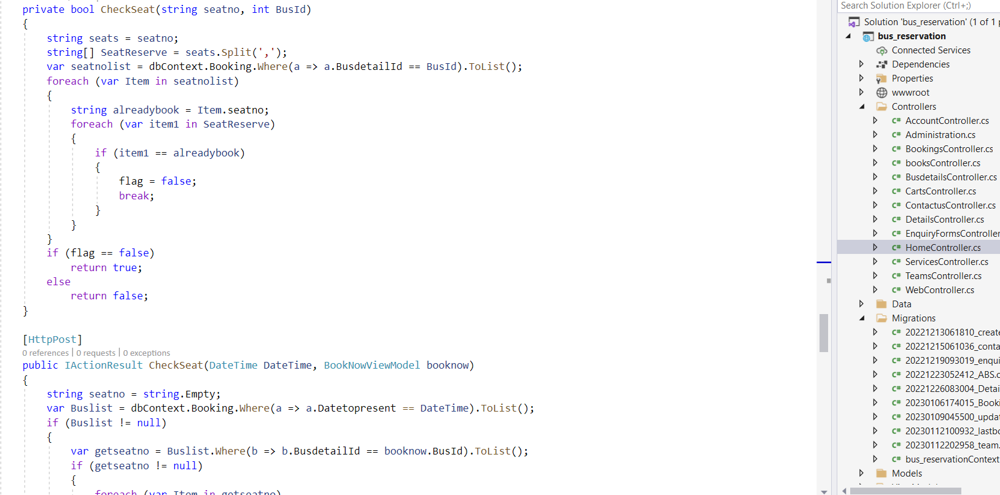 private bool CheckSeat(string seatno, int BusId)
{
string seats = seatno;
string[] SeatReserve = seats.Split(',');
var seatnolist = dbContext.Booking.Where(a => a.BusdetailId == BusId).ToList();
foreach (var Item in seatnolist)
{
string alreadybook = Item.seatno;
foreach (var item1 in SeatReserve)
{
if (item1 == alreadybook)
{
flag = false;
break;
}
}
}
if (flag == false)
return true;
else
return false;
}
[HttpPost]
0 references | 0 requests | 0 exceptions
public IActionResult CheckSeat(DateTime DateTime, BookNowViewModel booknow)
{
string seatno = string.Empty;
var Buslist = dbContext.Booking.Where(a => a.Datetopresent == DateTime).ToList();
if (Buslist != null)
{
var getseatno = Buslist.Where(b => b.BusdetailId == booknow.BusId).ToList();
if (getseatno != null)
{
foreach (var Item in getseatno)
Search Solution Explorer (Ctrl+;)
Solution 'bus_reservation' (1 of 1 p
bus_reservation
Connected Services
Dependencies
Properties
wwwroot
Controllers
C# AccountController.cs
C# Administration.cs
C# BookingsController.cs
C# booksController.cs
C# BusdetailsController.cs
C# CartsController.cs
C# ContactusController.cs
C# DetailsController.cs
C# EnquiryFormsController
C# HomeController.cs
C# ServicesController.cs
C# TeamsController.cs
C# WebController.cs
Data
Migrations
C# 20221213061810_create
C# 20221215061036_conta
C# 20221219093019_enqui
C# 20221223052412_ABS.c
C# 20221226083004_Detai
C# 20230106174015_Booki
C# 20230109045500_updat
C# 20230112100932_lastbo
C# 20230112202958_team.
C# bus_reservationContext
Models